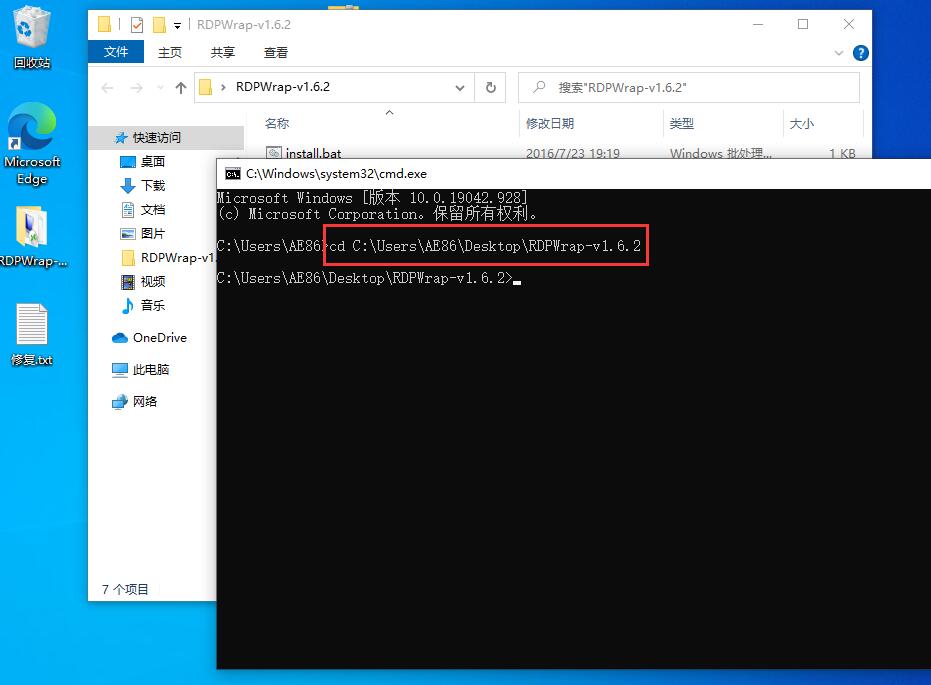 回收站
Microsoft
Edge
RDPWrap-...
修复.txt
RDPWrap-v1.6.2
文件 主页 共享 查看
RDPWrap-v1.6.2
搜索"RDPWrap-v1.6.2"
名称 修改日期 类型 大小
install.bat 2016/7/23 19:19 Windows 批处理... 1 KB
快速访问
桌面
下载
文档
图片
RDPWrap-v1.
视频
音乐
OneDrive
此电脑
网络
7 个项目
C:\Windows\system32\cmd.exe
Microsoft Windows [版本 10.0.19042.928]
(c) Microsoft Corporation。保留所有权利。
C:\Users\AE86>cd C:\Users\AE86\Desktop\RDPWrap-v1.6.2
C:\Users\AE86\Desktop\RDPWrap-v1.6.2>